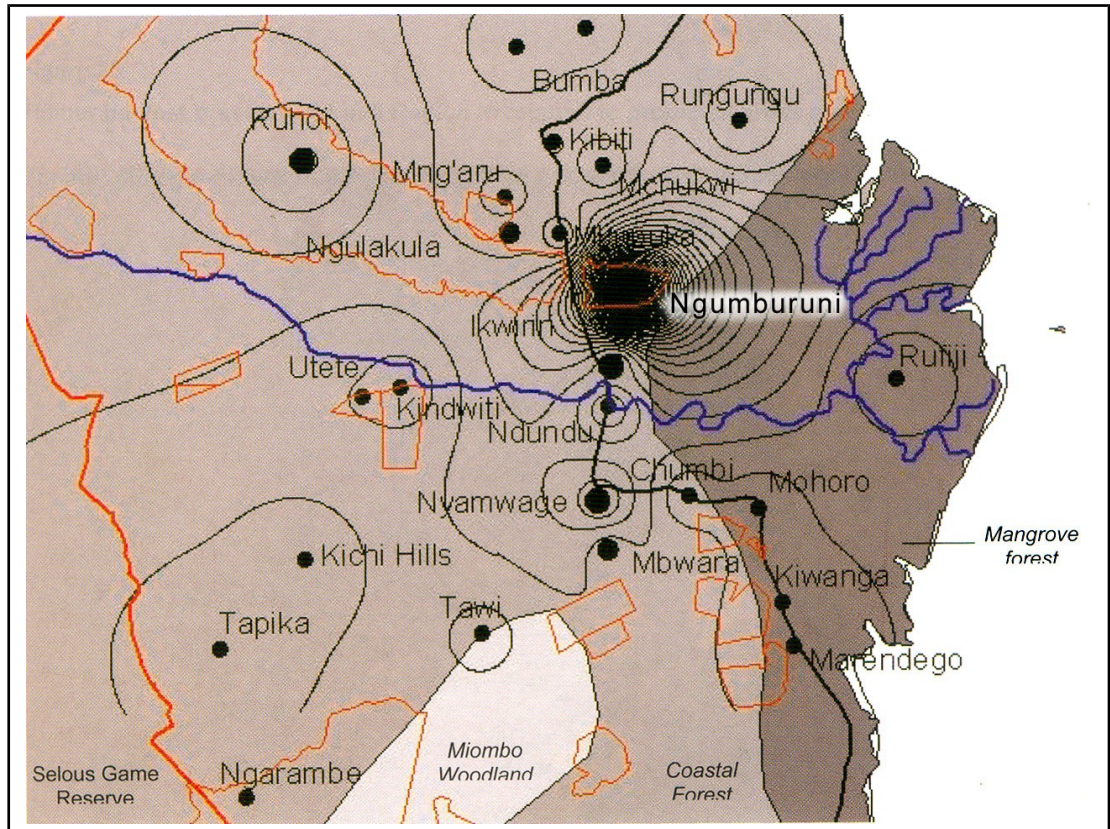 Bumba
Rungungu
Ruhoi
Kibiti
Mng'aru
Mchukwi
Ngulakula
Ngumburuni
Ikwiriri
Rufiji
Utete
Kindwiti
Ndundu
Chumbi
Mohoro
Nyamwage
Mangrove
forest
Kichi Hills
Mbwara
Kiwanga
Tawi
Tapika
Marendego
Miombo
Woodland
Coastal
Forest
Selous Game
Reserve
Ngarambe